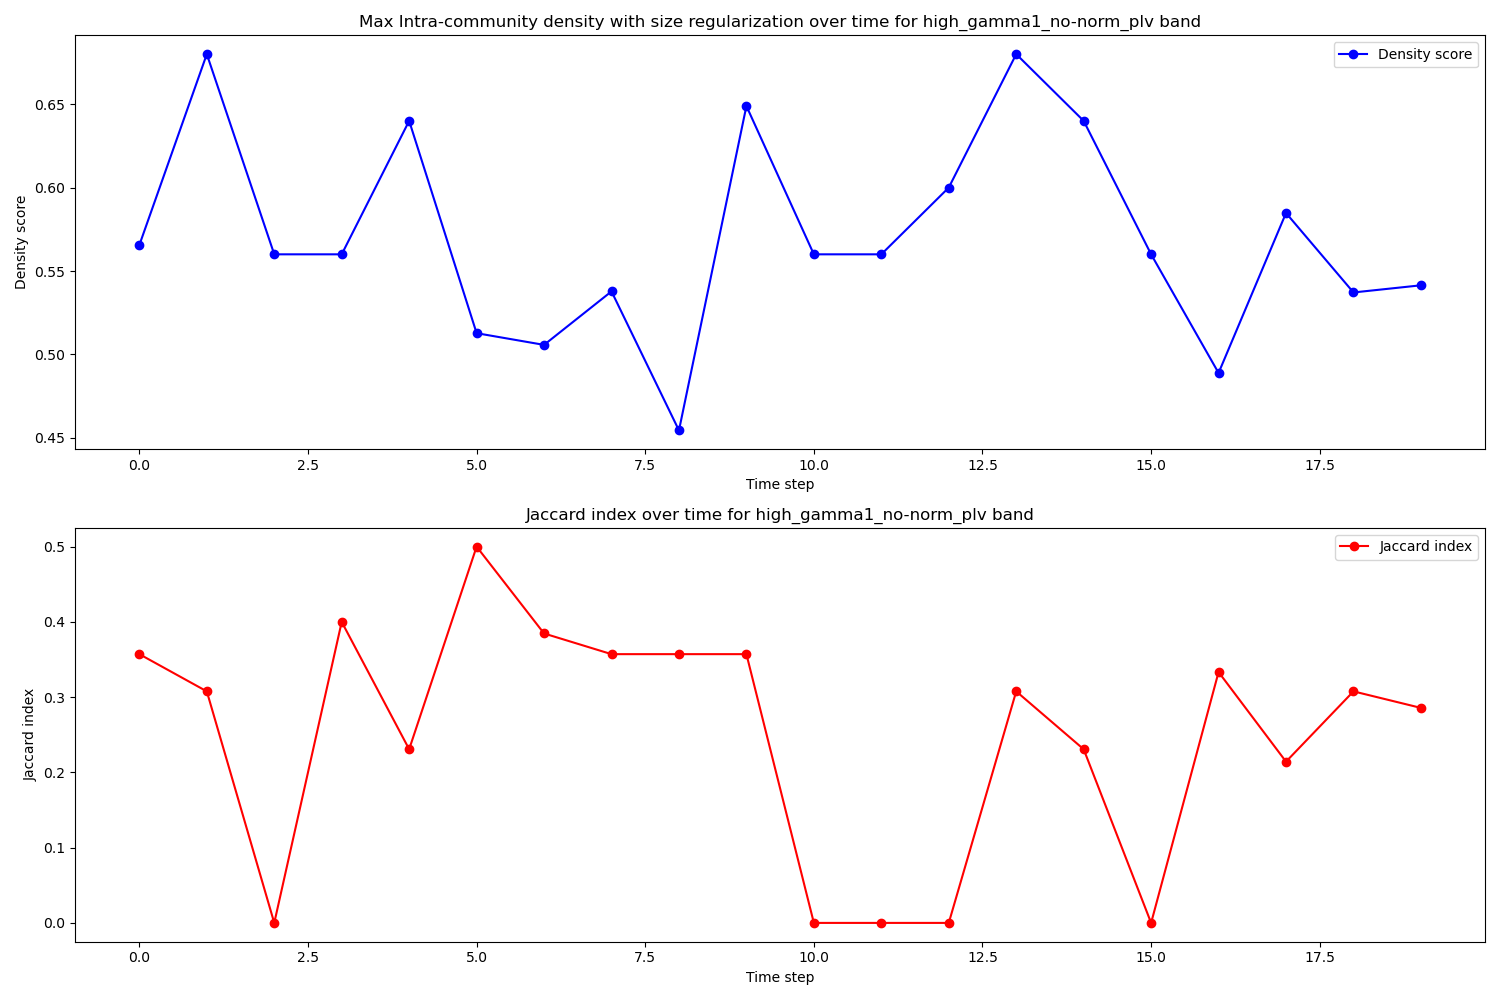 Max Intra-community density with size regularization over time for high_gamma1_no-norm_plv band
Density score
0.65
0.60
0.55
0.50
0.45
Density score
0.0 2.5 5.0 7.5 10.0 12.5 15.0 17.5
Time step
Jaccard index over time for high_gamma1_no-norm_plv band
Jaccard index
0.5
0.4
0.3
0.2
0.1
0.0
Jaccard index
0.0 2.5 5.0 7.5 10.0 12.5 15.0 17.5
Time step